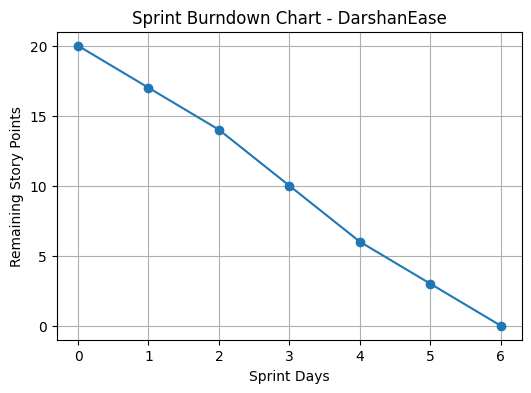 Sprint Burndown Chart - DarshanEase
Remaining Story Points
20
15
10
5
0
0 1 2 3 4 5 6
Sprint Days